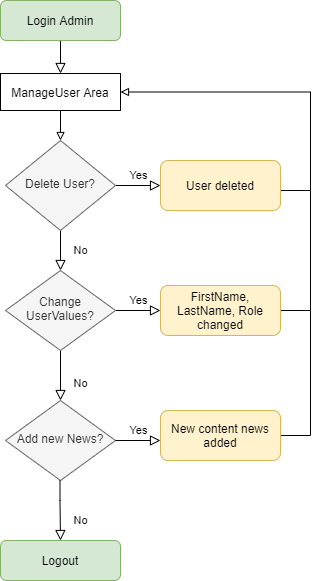 Login Admin
ManageUser Area
Delete User?
Yes
User deleted
No
Change
UserValues?
Yes
FirstName,
LastName, Role
changed
No
Add new News?
Yes
New content news
added
No
Logout